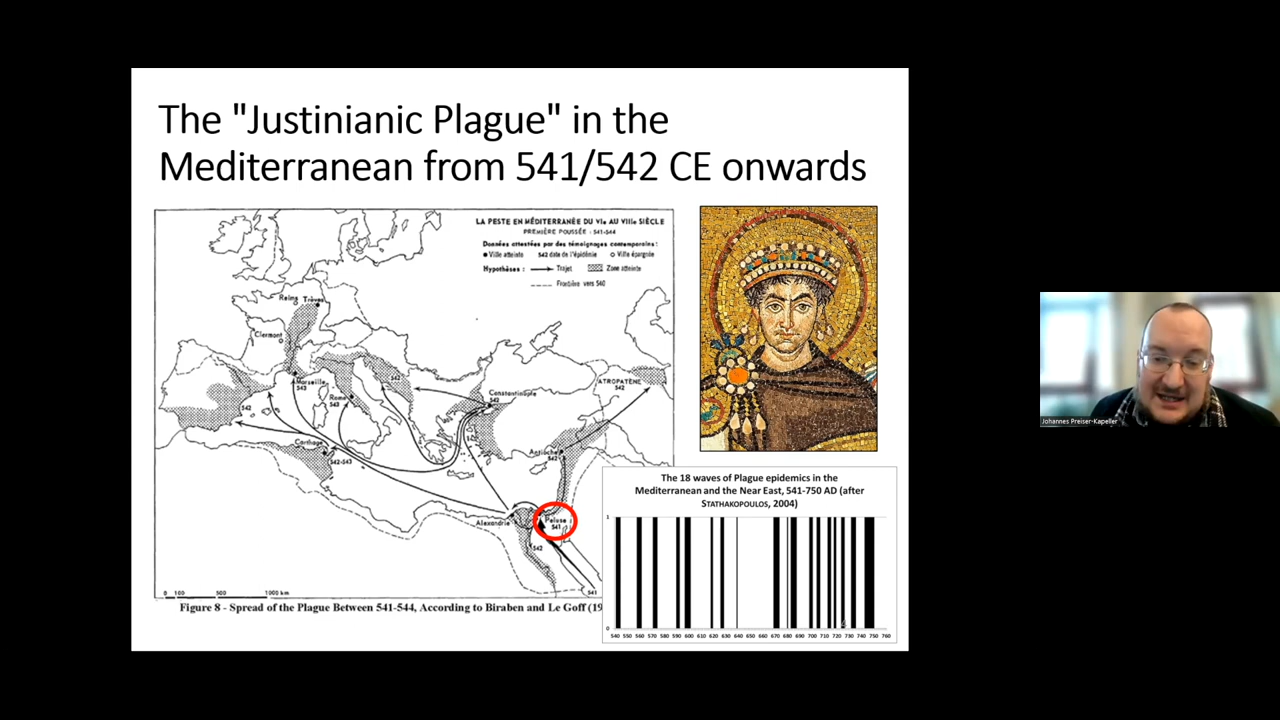 The "Justinianic Plague" in the
Mediterranean from 541/542 CE onwards
LA PESTE EN MÉDITERRANÉE DU VIe AU VIIIe SIÈCLE
PREMIÈRE POUSSÉE : 541-544
Données attestées par des témoignages contemporains :
Ville atteinte 542 date de l'épidémie Ville épargnée
Hypothèses : Trajet Zone atteinte
Frontière vers 540
Reims Trèves
Clermont
Marseille
543
542
ATROPATÈNE
542
Constantinople
542
Rome
543
542
Carthage
542-543
Antioche
542
Alexandrie
Péluse
541
542
541
0 100 500 1000 km
Figure 8 - Spread of the Plague Between 541-544, According to Biraben and Le Goff (19
The 18 waves of Plague epidemics in the
Mediterranean and the Near East, 541-750 AD (after
STATHAKOPOULOS, 2004)
1
0
540 550 560 570 580 590 600 610 620 630 640 650 660 670 680 690 700 710 720 730 740 750 760
Johannes Preiser-Kapeller